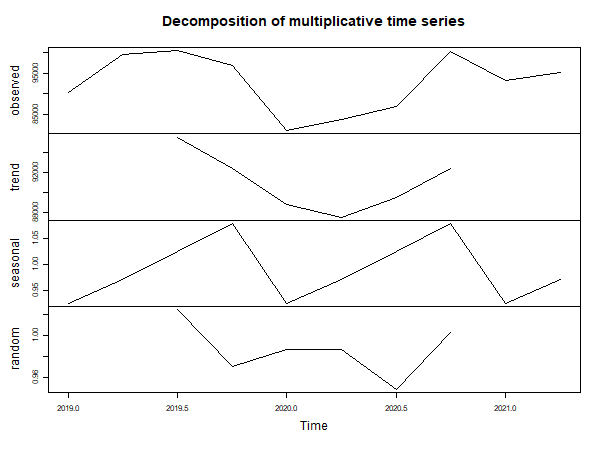 Decomposition of multiplicative time series
observed
95000
85000
trend
92000
88000
seasonal
1.05
1.00
0.95
random
1.00
0.96
2019.0 2019.5 2020.0 2020.5 2021.0
Time